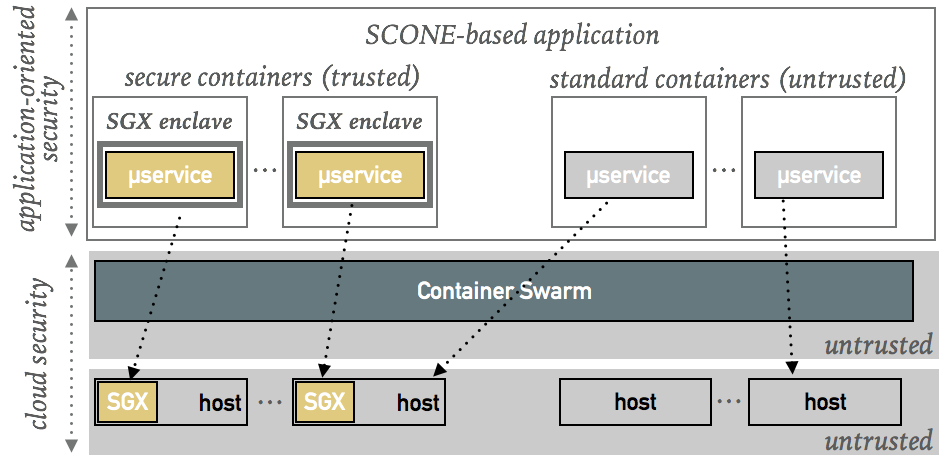 SCONE-based application
secure containers (trusted)
standard containers (untrusted)
SGX enclave
SGX enclave
µservice
...
µservice
µservice
...
µservice
application-oriented
security
Container Swarm
untrusted
cloud security
SGX
host
...
SGX
host
host
...
host
untrusted